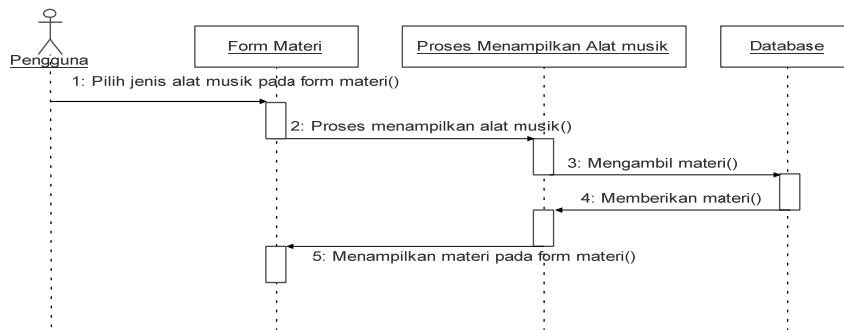 Pengguna
Form Materi
Proses Menampilkan Alat musik
Database
1: Pilih jenis alat musik pada form materi()
2: Proses menampilkan alat musik()
3: Mengambil materi()
4: Memberikan materi()
5: Menampilkan materi pada form materi()